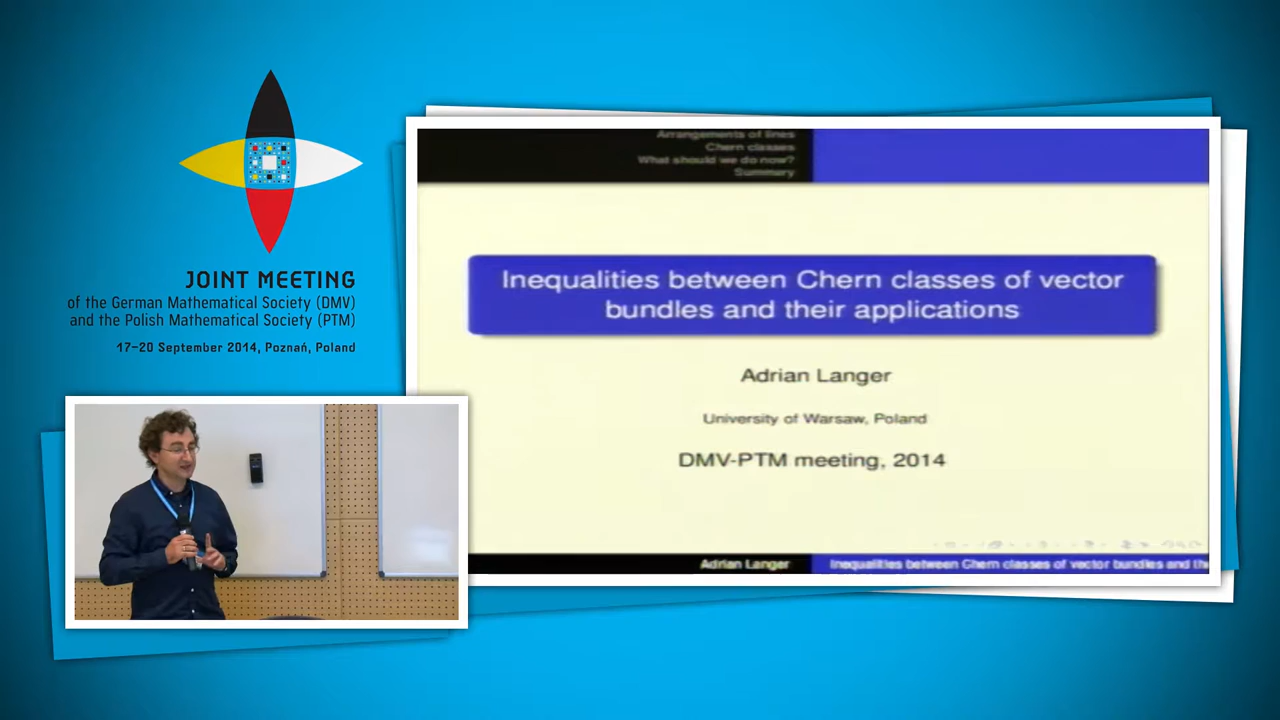 JOINT MEETING
of the German Mathematical Society (DMV)
and the Polish Mathematical Society (PTM)
17–20 September 2014, Poznań, Poland
Arrangements of lines
Chern classes
What should we do now?
Summary
Inequalities between Chern classes of vector
bundles and their applications
Adrian Langer
University of Warsaw, Poland
DMV-PTM meeting, 2014
Adrian Langer
Inequalities between Chern classes of vector bundles and th